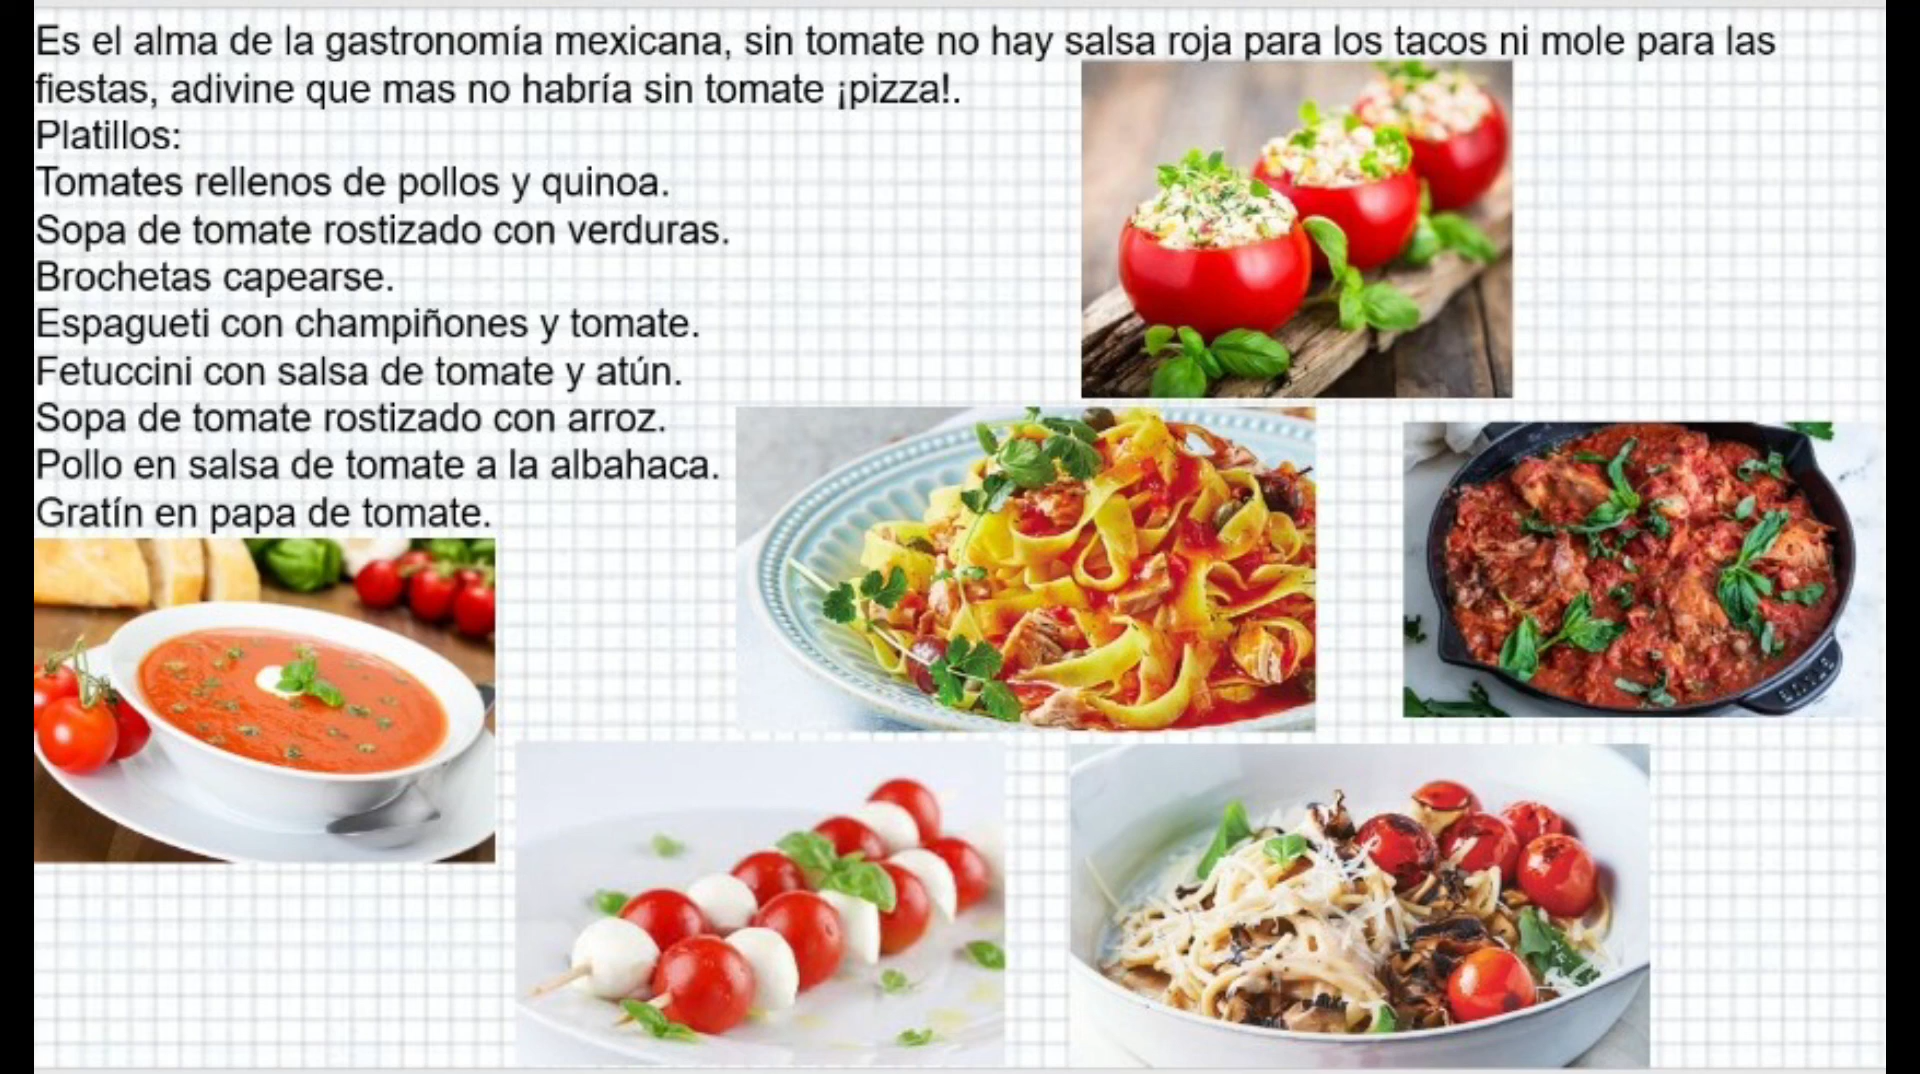 Es el alma de la gastronomía mexicana, sin tomate no hay salsa roja para los tacos ni mole para las
fiestas, adivine que mas no habría sin tomate ¡pizza!.
Platillos:
Tomates rellenos de pollos y quinoa.
Sopa de tomate rostizado con verduras.
Brochetas capearse.
Espagueti con champiñones y tomate.
Fetuccini con salsa de tomate y atún.
Sopa de tomate rostizado con arroz.
Pollo en salsa de tomate a la albahaca.
Gratín en papa de tomate.